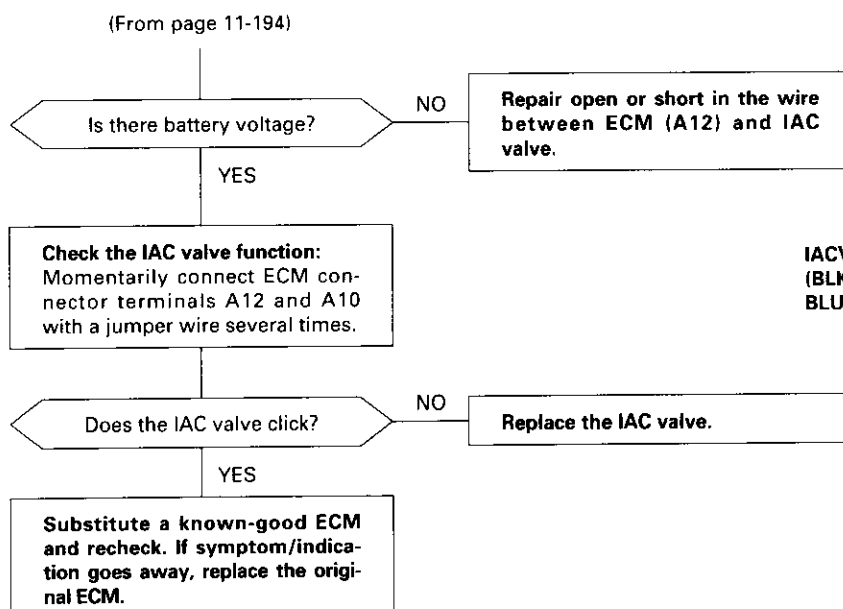 (From page 11-194)
Is there battery voltage?
NO
Repair open or short in the wire
between ECM (A12) and IAC
valve.
YES
Check the IAC valve function:
Momentarily connect ECM con-
nector terminals A12 and A10
with a jumper wire several times.
IACV
(BLK
BLU
Does the IAC valve click?
NO
Replace the IAC valve.
YES
Substitute a known-good ECM
and recheck. If symptom/indica-
tion goes away, replace the origi-
nal ECM.